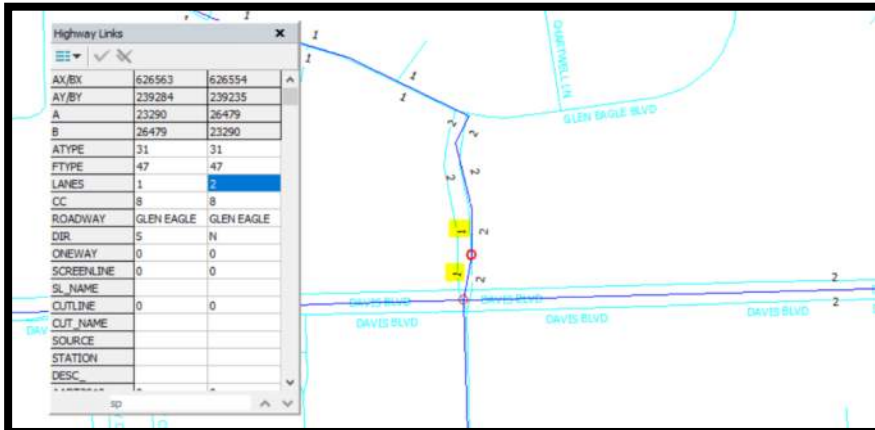 1
1
Highway Links
AX/BX 626563 626554
AY/BY 239284 239235
A 23290 26479
B 26479 23290
ATYPE 31 31
FTYPE 47 47
LANES 1 2
CC 8 8
ROADWAY GLEN EAGLE GLEN EAGLE
DIR S N
ONEWAY 0 0
SCREENLINE 0 0
SL_NAME
CUTLINE 0 0
CUT_NAME
SOURCE
STATION
DESC_
sp
1
1
1
CHARTWELL LN
GLEN EAGLE BLVD
2
2
2
2
1
2
1
2
2
DAVIS BLVD
DAVIS BLVD
2
DAVIS BLVD
DAVIS BLVD
DAVIS BLVD